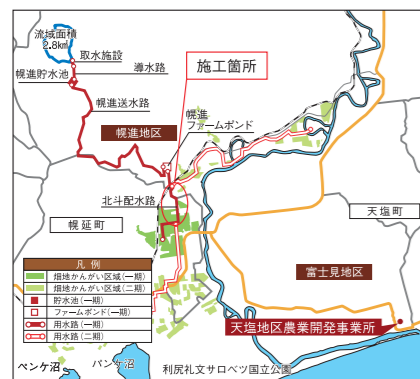 流域面積
2.8km²
取水施設
導水路
幌進貯水池
幌進送水路
施工箇所
幌進
ファームポンド
幌進地区
北斗配水路
幌延町
天塩町
富士見地区
凡例
畑地かんがい区域(一期)
畑地かんがい区域(二期)
貯水池(一期)
ファームポンド(一期)
用水路(一期)
用水路(二期)
天塩地区農業開発事業所
ペンケ沼
パンケ沼
利尻礼文サロベツ国立公園